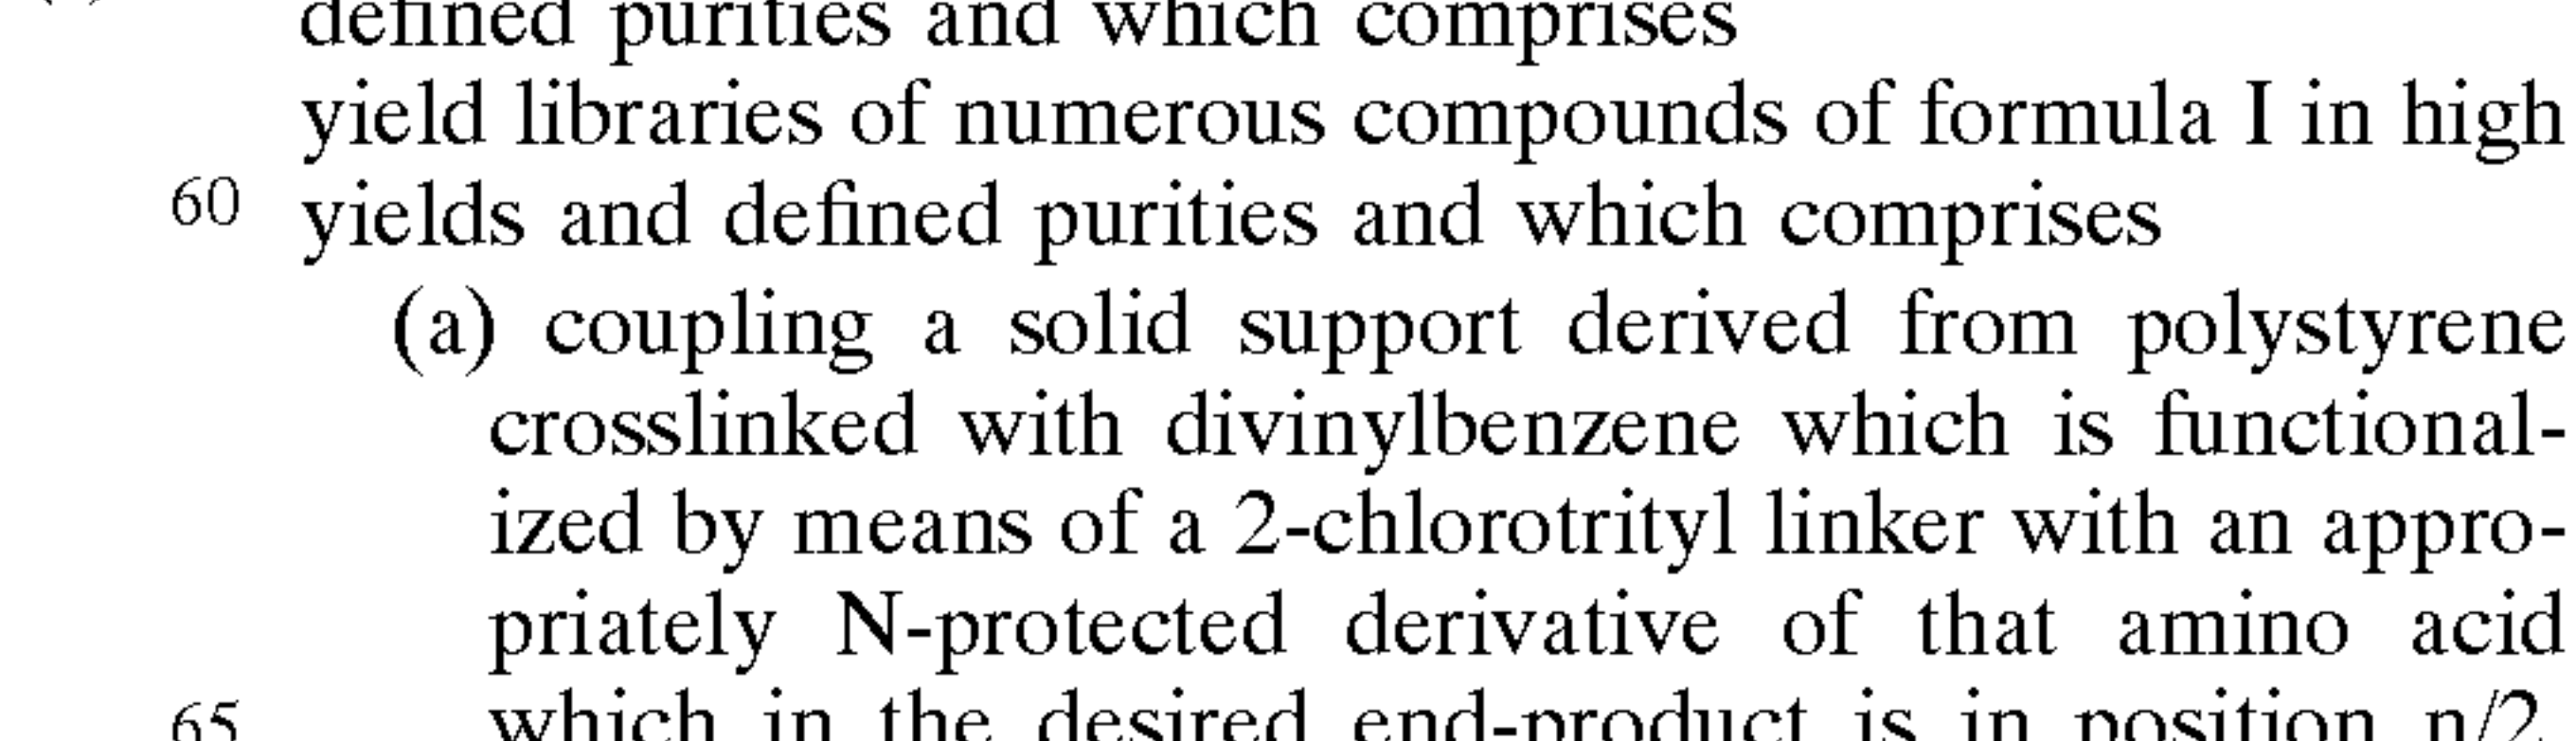 defined purities and which comprises
yield libraries of numerous compounds of formula I in high
60 yields and defined purities and which comprises
(a) coupling a solid support derived from polystyrene
crosslinked with divinylbenzene which is functional-
ized by means of a 2-chlorotrityl linker with an appro-
priately N-protected derivative of that amino acid
65 which in the desired end-product is in position n/2,